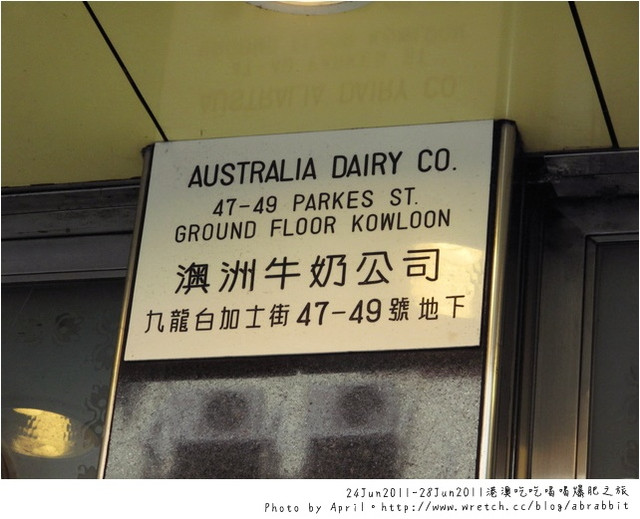 AUSTRALIA DAIRY CO.
47-49 PARKES ST.
GROUND FLOOR KOWLOON
澳洲牛奶公司
九龍白加士街47-49號地下
24Jun2011-28Jun2011港澳吃吃喝喝爆肥之旅
Photo by April。http://www.wretch.cc/blog/abrabbit